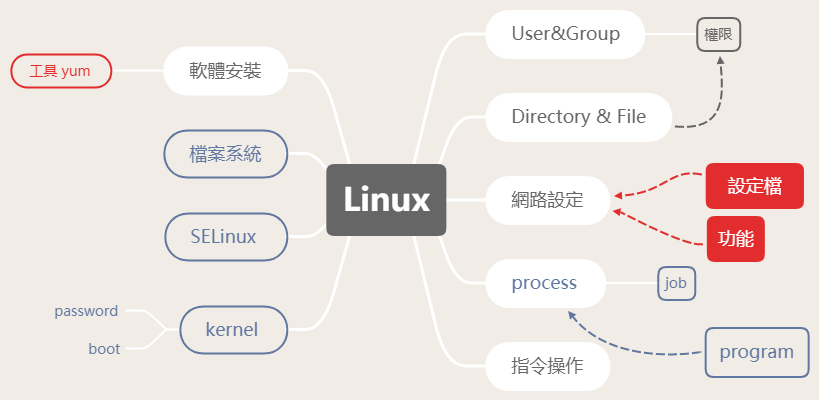 Linux
User&Group
權限
Directory & File
網路設定
設定檔
功能
process
job
program
指令操作
軟體安裝
工具 yum
檔案系統
SELinux
kernel
password
boot